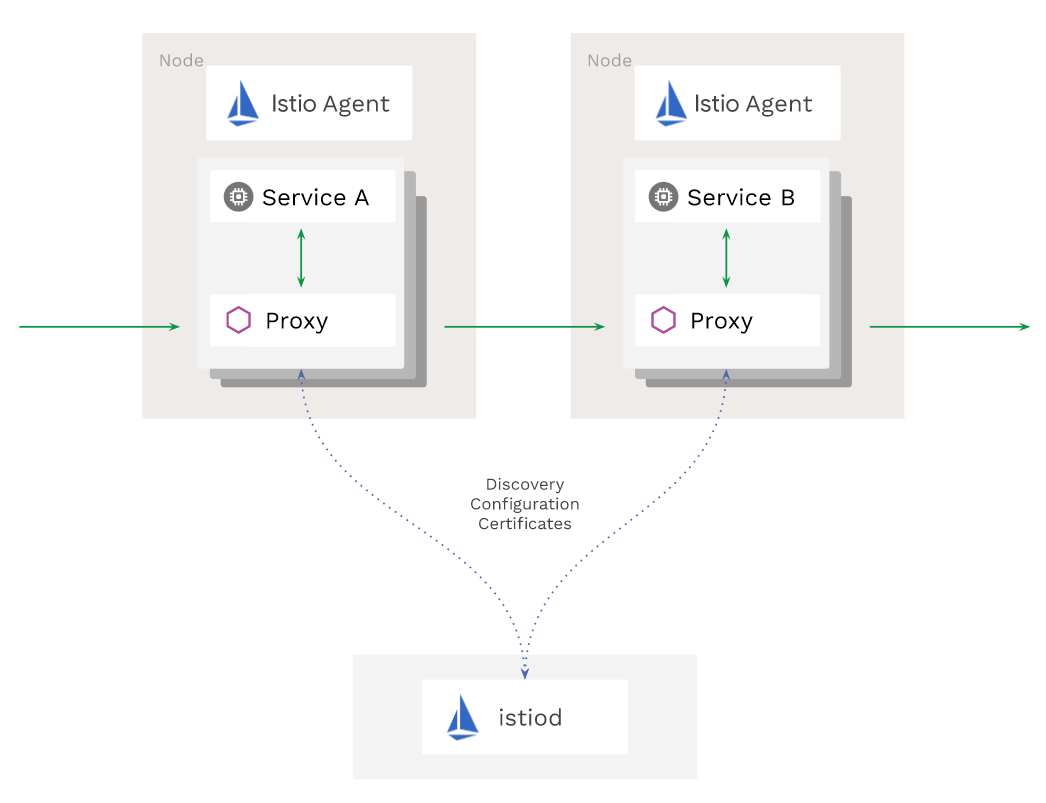 Node
Istio Agent
Service A
Proxy
Node
Istio Agent
Service B
Proxy
Discovery
Configuration
Certificates
istiod